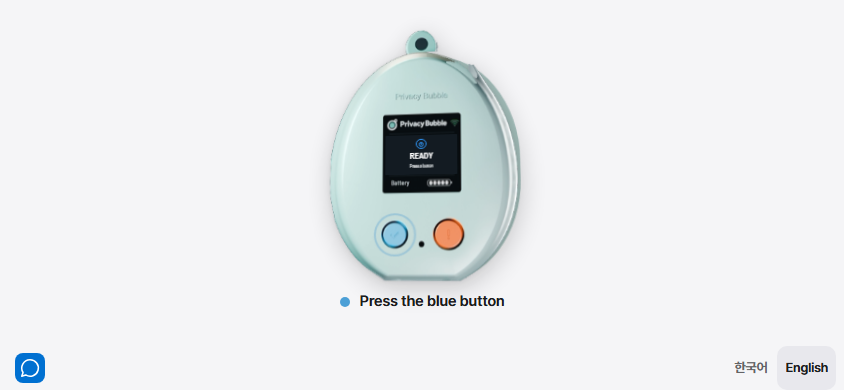 Privacy Bubble
Privacy Bubble
READY
Press a button
Battery
Press the blue button
한국어
English